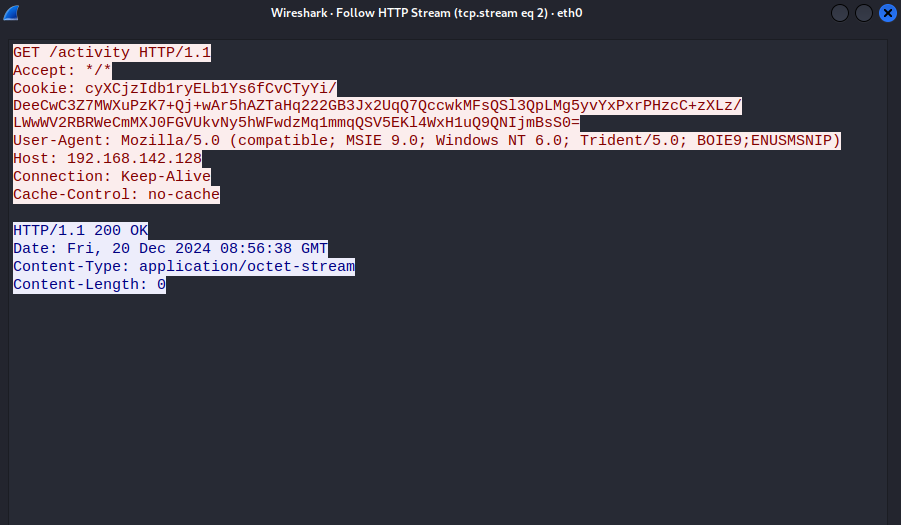 Wireshark · Follow HTTP Stream (tcp.stream eq 2) · eth0
GET /activity HTTP/1.1
Accept: */*
Cookie: cyXCjzIdb1ryELb1Ys6fCvCTyYi/
DeeCwC3Z7MWXuPzK7+Qj+wAr5hAZTaHq222GB3Jx2UqQ7QccwkMFsQSl3QpLMg5yvYxPxrPHzcC+zXLz/
LWwWV2RBRWeCmMXJ0FGVUkvNy5hWFwdzMq1mmqQSV5EKl4WxH1uQ9QNIjmBsS0=
User-Agent: Mozilla/5.0 (compatible; MSIE 9.0; Windows NT 6.0; Trident/5.0; BOIE9;ENUSMSNIP)
Host: 192.168.142.128
Connection: Keep-Alive
Cache-Control: no-cache
HTTP/1.1 200 OK
Date: Fri, 20 Dec 2024 08:56:38 GMT
Content-Type: application/octet-stream
Content-Length: 0